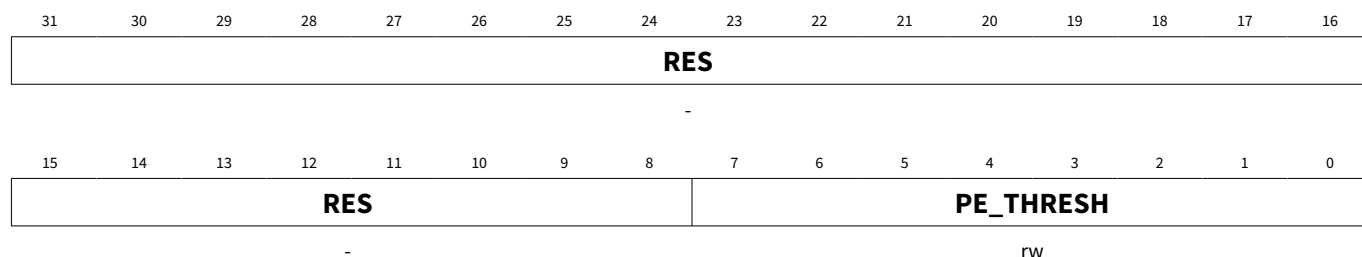 31 30 29 28 27 26 25 24 23 22 21 20 19 18 17 16
RES
-
15 14 13 12 11 10 9 8 7 6 5 4 3 2 1 0
RES PE_THRESH
- rw